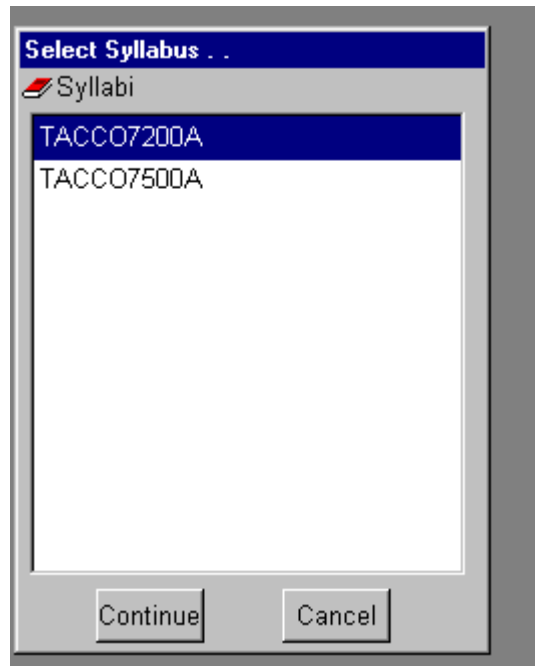 Select Syllabus . .
Syllabi
TACCO7200A
TACCO7500A
Continue Cancel